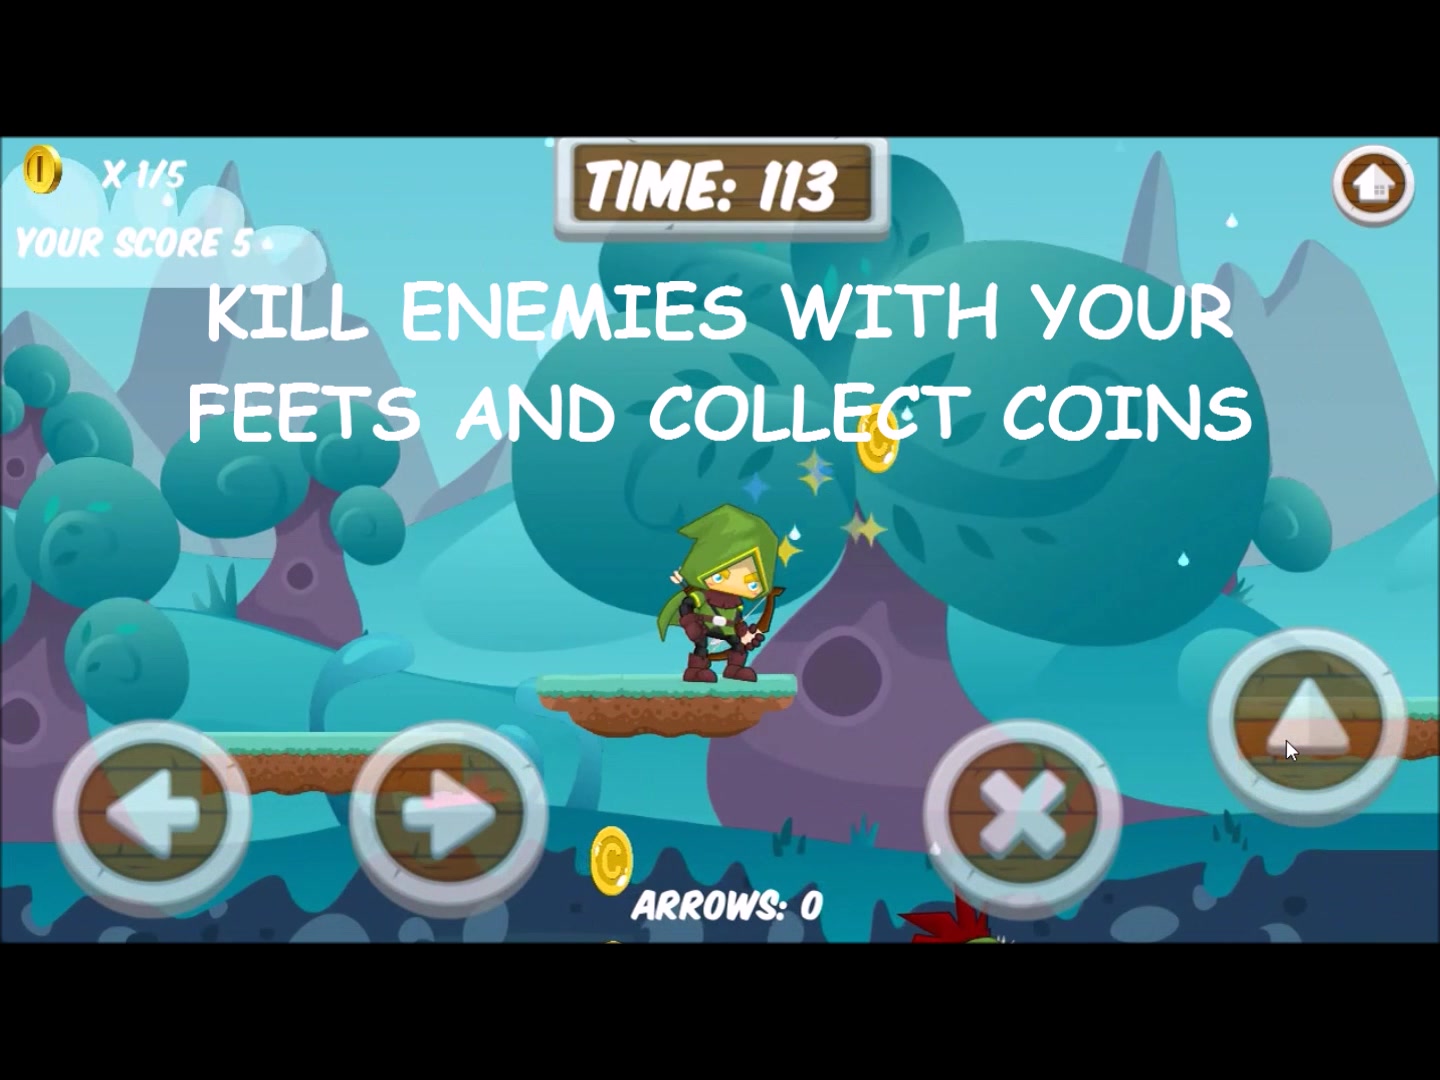 X 1/5
TIME: 113
YOUR SCORE 5
KILL ENEMIES WITH YOUR
FEETS AND COLLECT COINS
ARROWS: 0